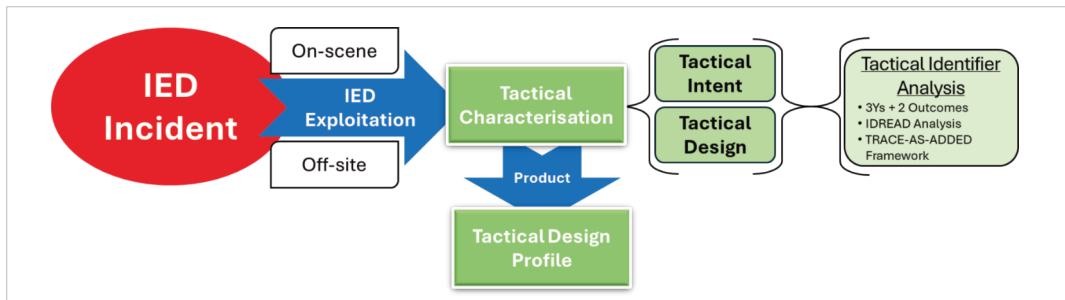 IED
Incident
On-scene
IED
Exploitation
Off-site
Tactical
Characterisation
Product
Tactical Design
Profile
Tactical
Intent
Tactical
Design
Tactical Identifier
Analysis
• 3Ys + 2 Outcomes
• IDREAD Analysis
• TRACE-AS-ADDED
Framework